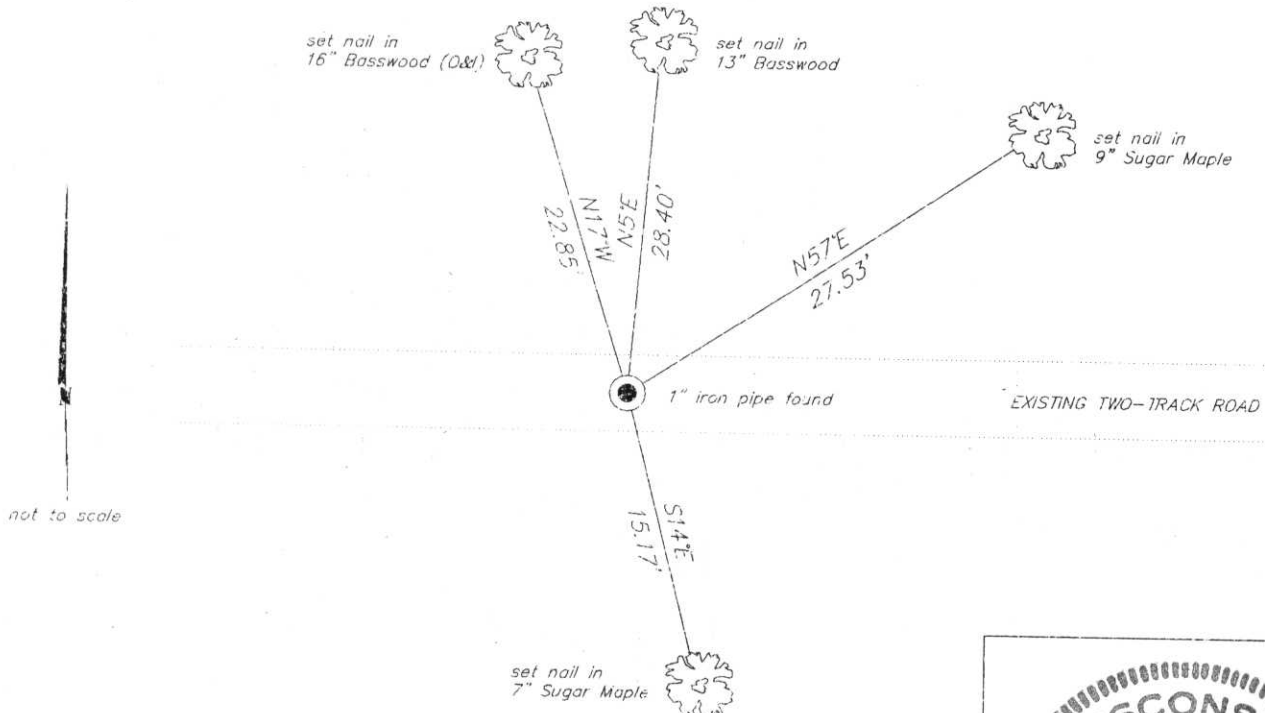 set nail in
16" Basswood (O&I)
set nail in
13" Basswood
set nail in
9" Sugar Maple
N17°W
22.85'
N5°E
28.40'
N57°E
27.53'
1" iron pipe found
EXISTING TWO-TRACK ROAD
N
not to scale
S14°E
15.17'
set nail in
7" Sugar Maple